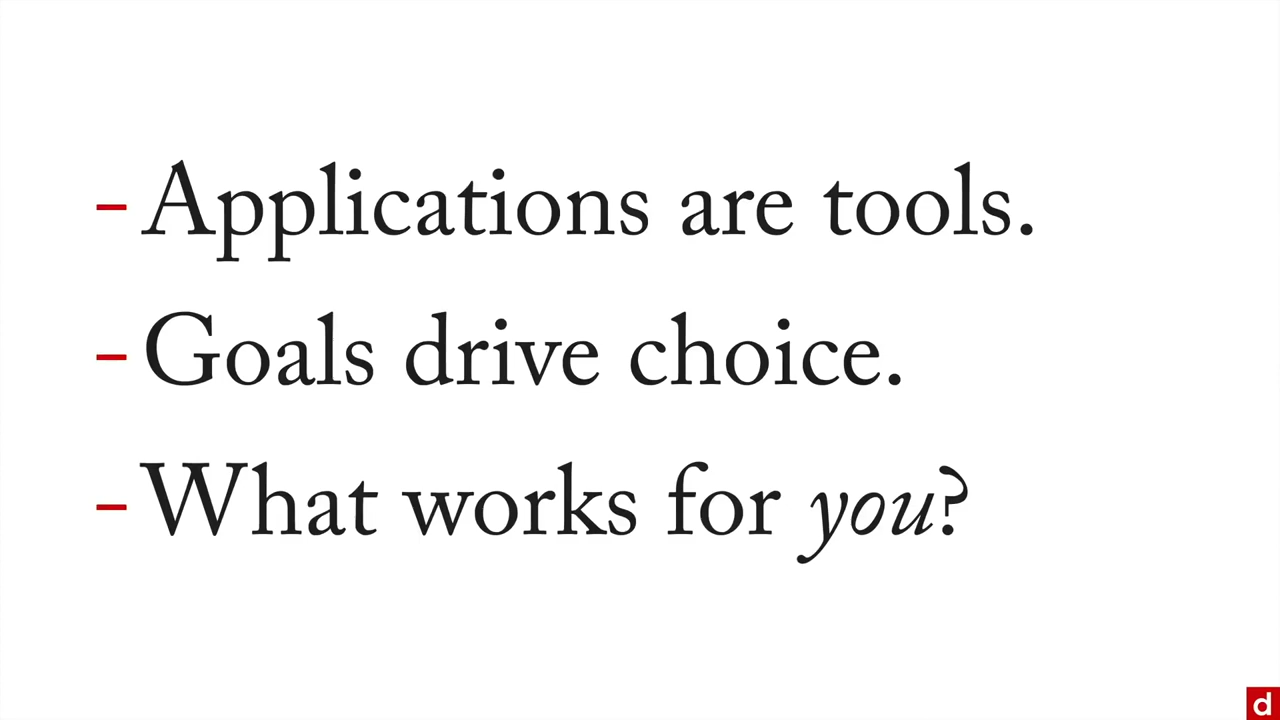 - Applications are tools.
- Goals drive choice.
- What works for you?
d